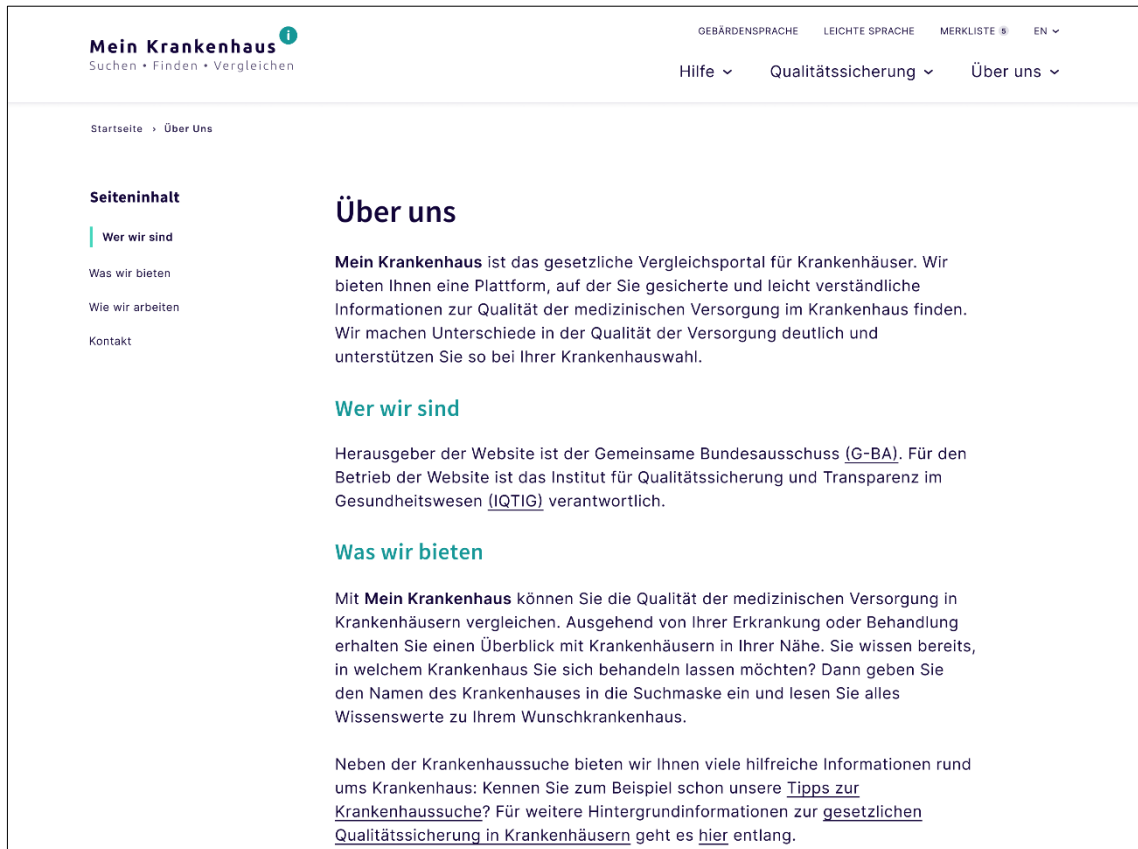 Mein Krankenhaus i
Suchen • Finden • Vergleichen
GEBÄRDENSPRACHE LEICHTE SPRACHE MERKLISTE 5 EN
Hilfe Qualitätssicherung Über uns
Startseite › Über Uns
Seiteninhalt
Wer wir sind
Was wir bieten
Wie wir arbeiten
Kontakt
Über uns
Mein Krankenhaus ist das gesetzliche Vergleichsportal für Krankenhäuser. Wir
bieten Ihnen eine Plattform, auf der Sie gesicherte und leicht verständliche
Informationen zur Qualität der medizinischen Versorgung im Krankenhaus finden.
Wir machen Unterschiede in der Qualität der Versorgung deutlich und
unterstützen Sie so bei Ihrer Krankenhauswahl.
Wer wir sind
Herausgeber der Website ist der Gemeinsame Bundesausschuss (G-BA). Für den
Betrieb der Website ist das Institut für Qualitätssicherung und Transparenz im
Gesundheitswesen (IQTIG) verantwortlich.
Was wir bieten
Mit Mein Krankenhaus können Sie die Qualität der medizinischen Versorgung in
Krankenhäusern vergleichen. Ausgehend von Ihrer Erkrankung oder Behandlung
erhalten Sie einen Überblick mit Krankenhäusern in Ihrer Nähe. Sie wissen bereits,
in welchem Krankenhaus Sie sich behandeln lassen möchten? Dann geben Sie
den Namen des Krankenhauses in die Suchmaske ein und lesen Sie alles
Wissenswerte zu Ihrem Wunschkrankenhaus.
Neben der Krankenhaussuche bieten wir Ihnen viele hilfreiche Informationen rund
ums Krankenhaus: Kennen Sie zum Beispiel schon unsere Tipps zur
Krankenhaussuche? Für weitere Hintergrundinformationen zur gesetzlichen
Qualitätssicherung in Krankenhäusern geht es hier entlang.